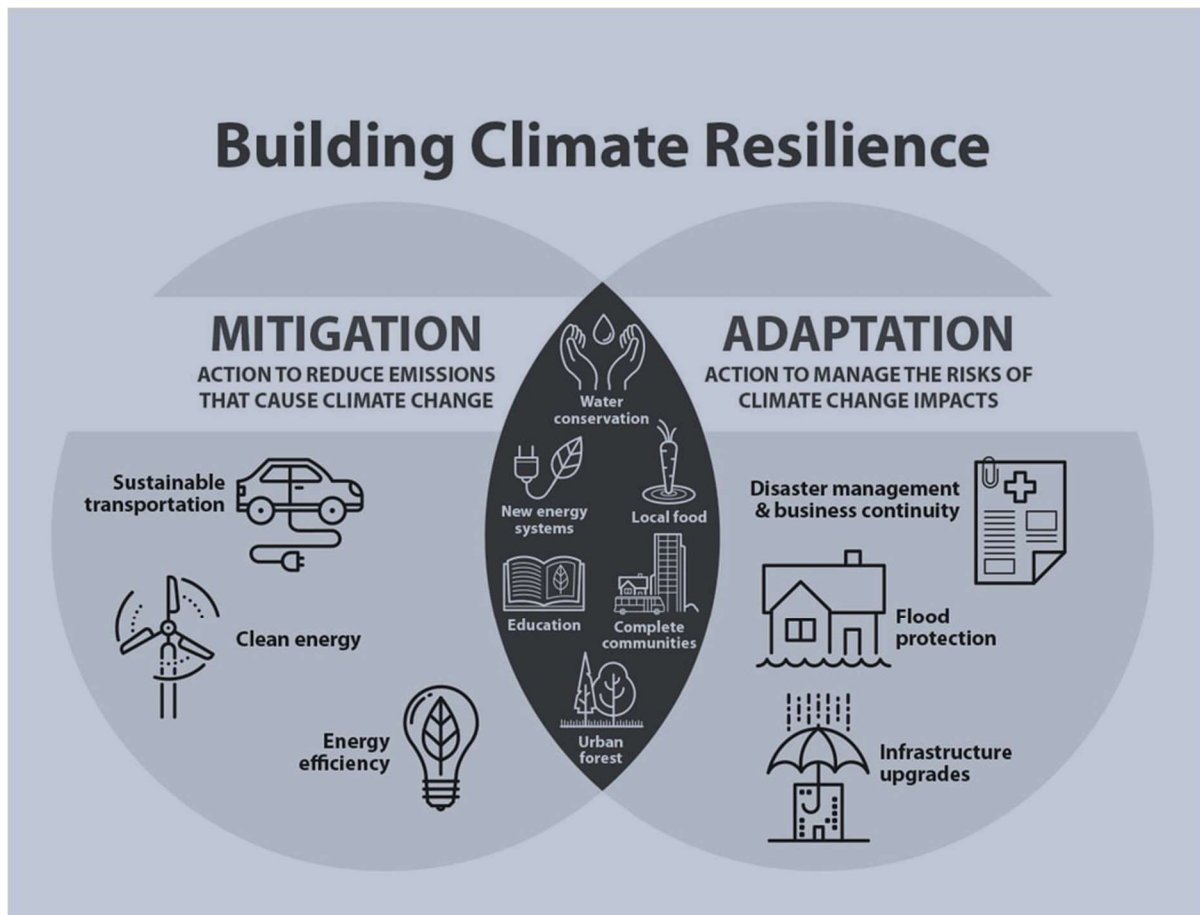 Building Climate Resilience
MITIGATION
ACTION TO REDUCE EMISSIONS
THAT CAUSE CLIMATE CHANGE
Sustainable
transportation
Clean energy
Energy
efficiency
Water
conservation
New energy
systems
Local food
Education
Complete
communities
Urban
forest
ADAPTATION
ACTION TO MANAGE THE RISKS OF
CLIMATE CHANGE IMPACTS
Disaster management
& business continuity
Flood
protection
Infrastructure
upgrades